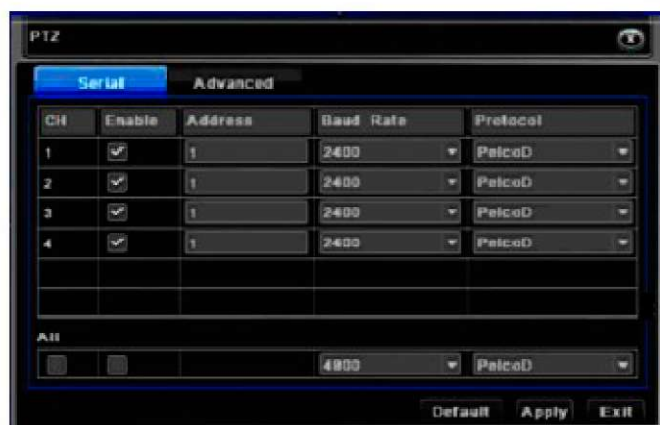 PTZ
Serial Advanced
CH Enable Address Baud Rate Protocol
1 1 2400 PelcoD
2 1 2400 PelcoD
3 1 2400 PelcoD
4 1 2400 PelcoD
All
4800 PelcoD
Default Apply Exit